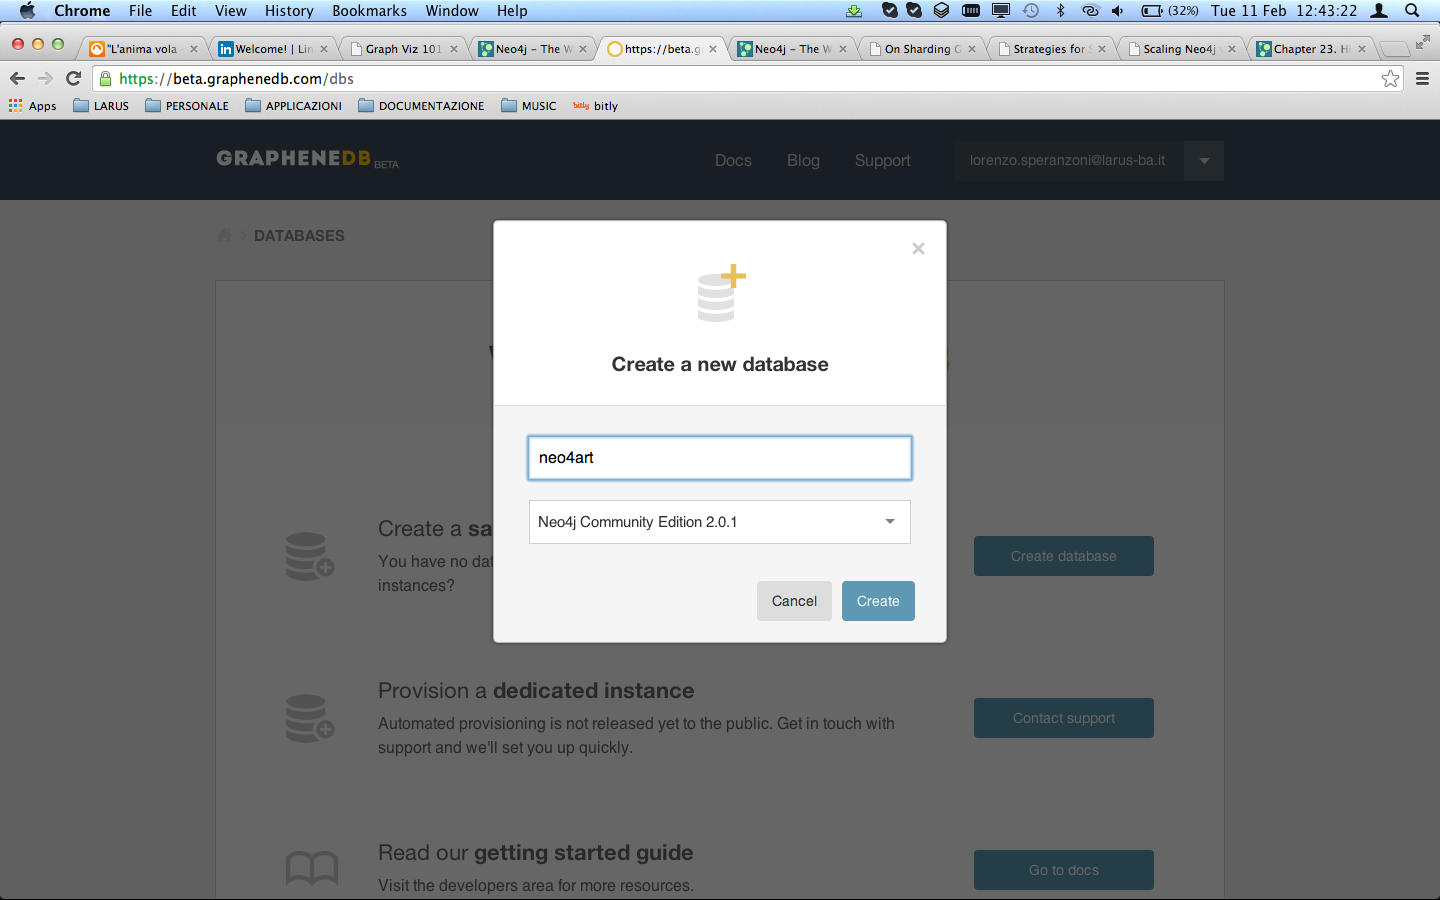 Chrome File Edit View History Bookmarks Window Help (32%) Tue 11 Feb 12:43:22
"L'anima vola - Welcome! | Lin Graph Viz 101 Neo4j – The W https://beta.g Neo4j – The W On Sharding G Strategies for Scaling Neo4j Chapter 23. Hi
https://beta.graphenedb.com/dbs
Apps LARUS PERSONALE APPLICAZIONI DOCUMENTAZIONE MUSIC bitly bitly
GRAPHENEDB BETA Docs Blog Support lorenzo.speranzoni@larus-ba.it
DATABASES
Create a new database
neo4art
Neo4j Community Edition 2.0.1
Cancel Create
Create a sa
You have no dat
instances?
Create database
Provision a dedicated instance
Automated provisioning is not released yet to the public. Get in touch with
support and we'll set you up quickly.
Contact support
Read our getting started guide
Visit the developers area for more resources.
Go to docs